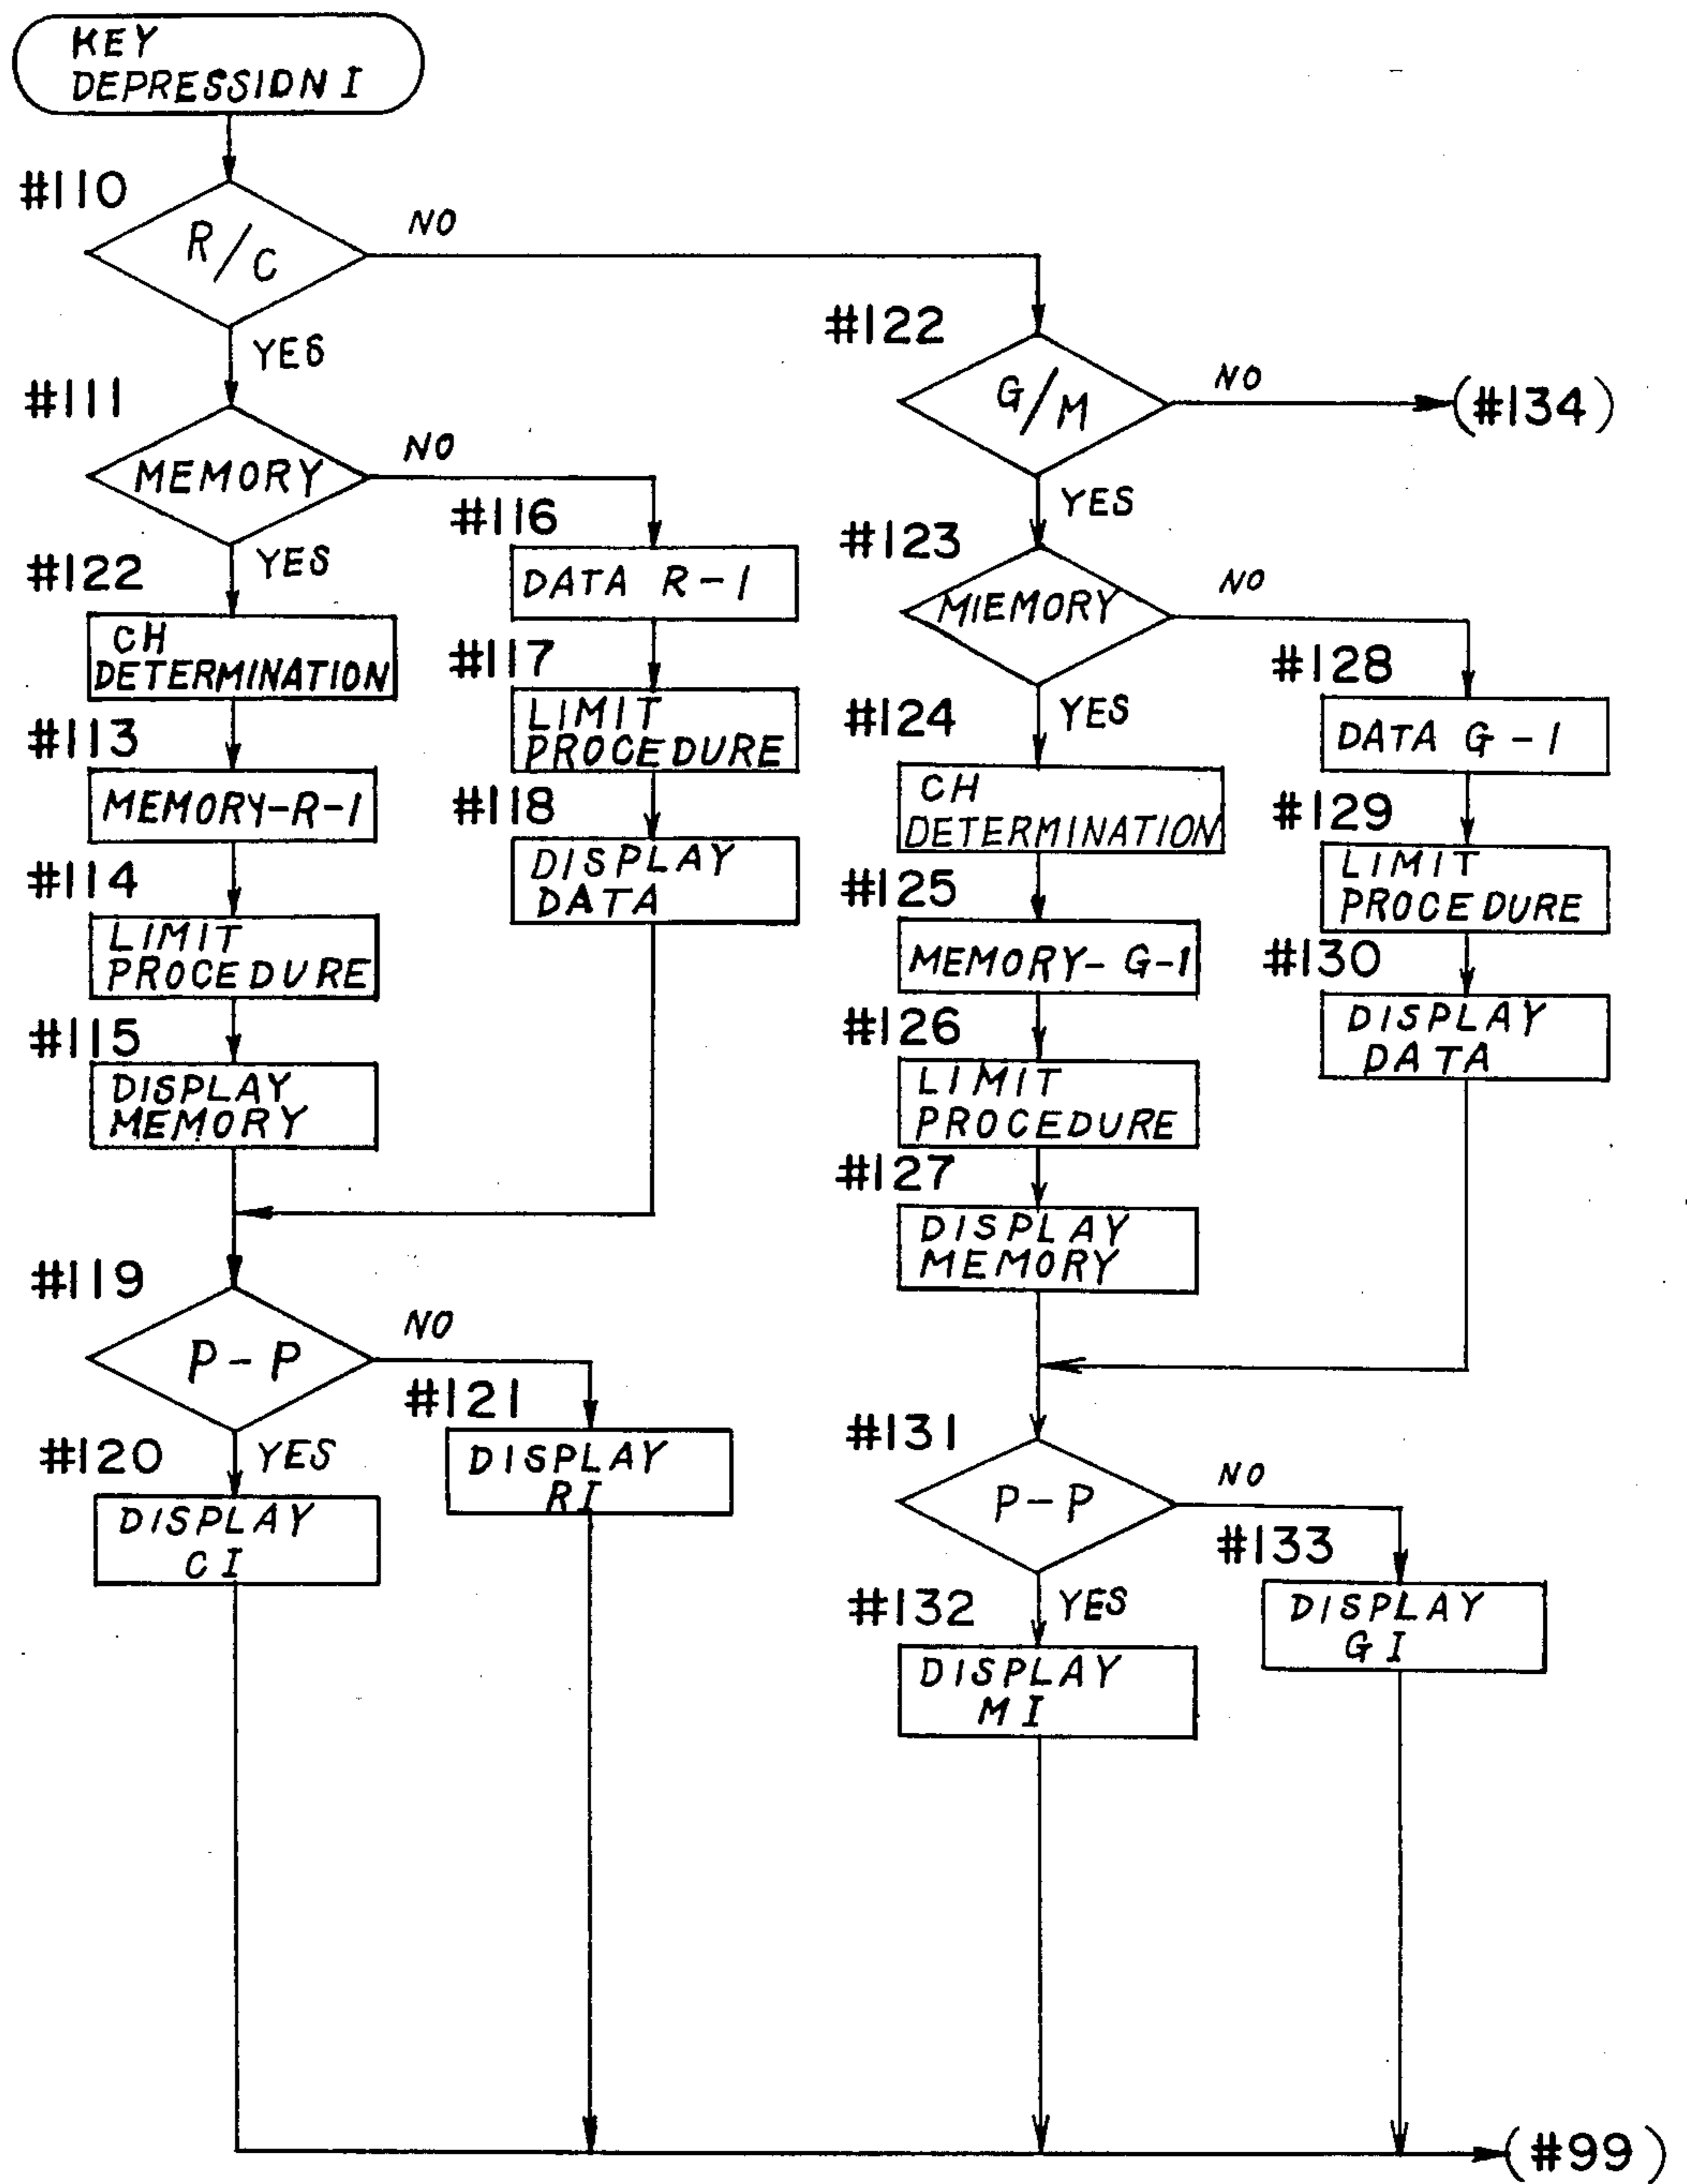 KEY
DEPRESSION I
#110
R/C
NO
YES
#111
MEMORY
NO
YES
#122
CH
DETERMINATION
#113
MEMORY-R-1
#114
LIMIT
PROCEDURE
#115
DISPLAY
MEMORY
#116
DATA R-1
#117
LIMIT
PROCEDURE
#118
DISPLAY
DATA
#119
P-P
NO
YES
#120
DISPLAY
CI
#121
DISPLAY
RI
#122
G/M
NO
(#134)
YES
#123
MIEMORY
NO
YES
#124
CH
DETERMINATION
#125
MEMORY-G-1
#126
LIMIT
PROCEDURE
#127
DISPLAY
MEMORY
#128
DATA G-1
#129
LIMIT
PROCEDURE
#130
DISPLAY
DATA
#131
P-P
NO
YES
#132
DISPLAY
MI
#133
DISPLAY
GI
(#99)